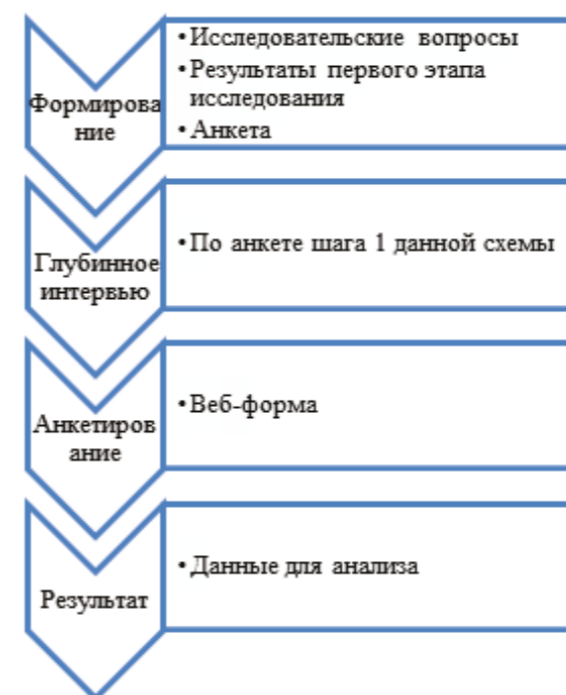 Формирова
ние
• Исследовательские вопросы
• Результаты первого этапа
исследования
• Анкета
Глубинное
интервью
• По анкете шага 1 данной схемы
Анкетиров
ание
• Веб-форма
Результат
• Данные для анализа